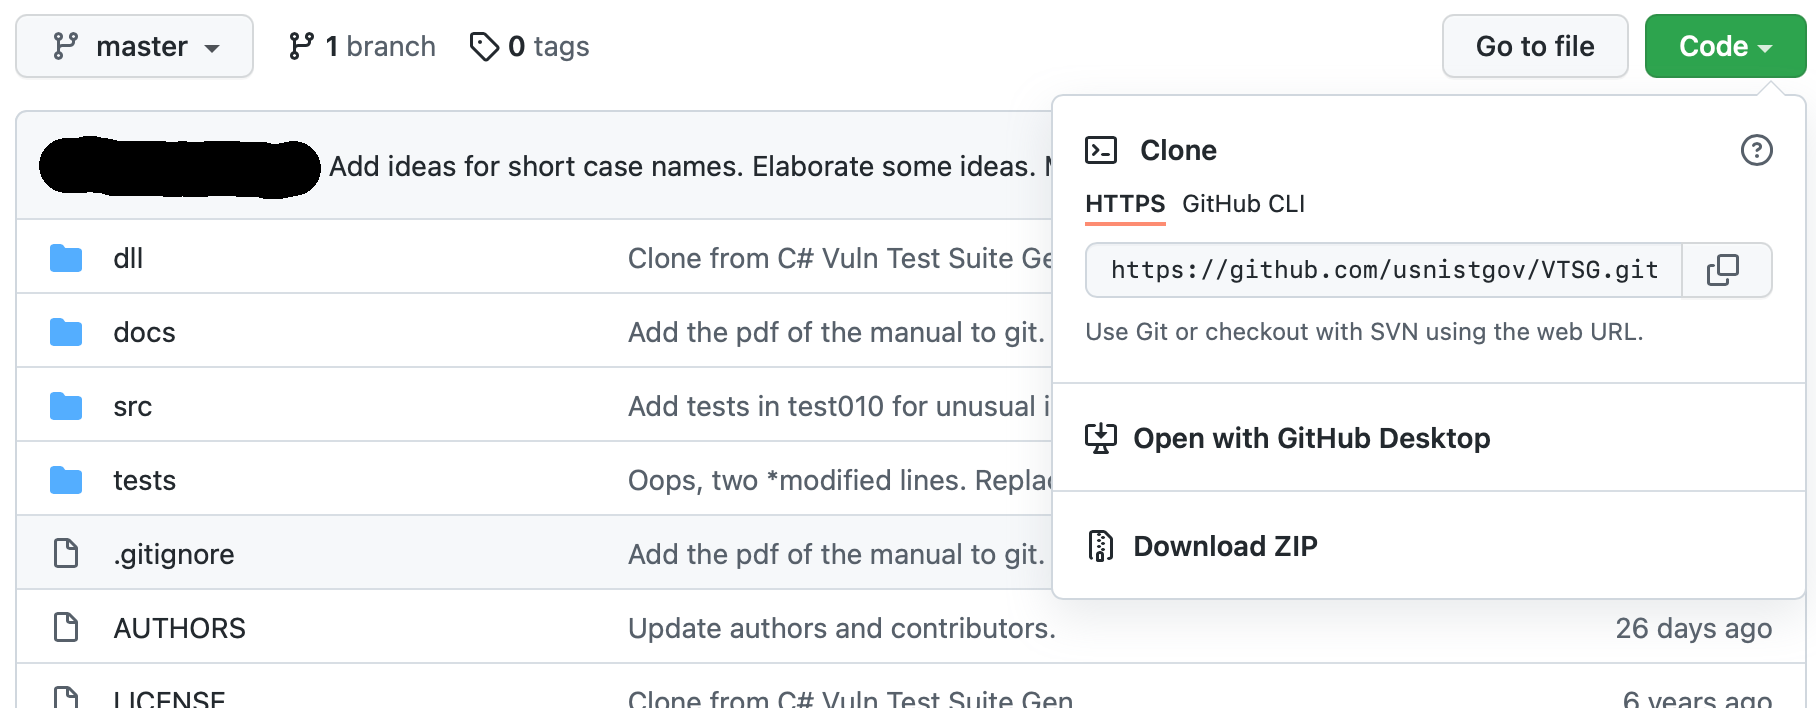 master 1 branch 0 tags Go to file Code
Add ideas for short case names. Elaborate some ideas.
Clone
HTTPS GitHub CLI
https://github.com/usnistgov/VTSG.git
Use Git or checkout with SVN using the web URL.
Open with GitHub Desktop
Download ZIP
dll Clone from C# Vuln Test Suite Ge
docs Add the pdf of the manual to git.
src Add tests in test010 for unusual i
tests Oops, two *modified lines. Repla
.gitignore Add the pdf of the manual to git.
AUTHORS Update authors and contributors. 26 days ago
LICENSE Clone from C# Vuln Test Suite Gen 6 years ago